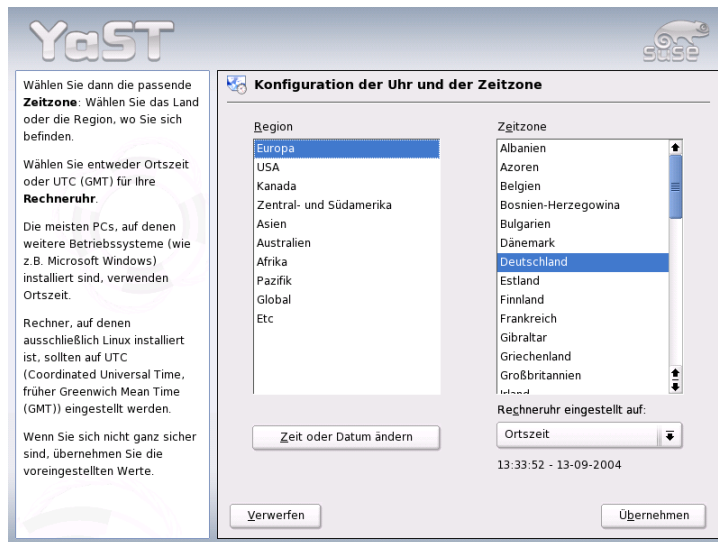 YaST
SUSE
Wählen Sie dann die passende
Zeitzone: Wählen Sie das Land
oder die Region, wo Sie sich
befinden.
Wählen Sie entweder Ortszeit
oder UTC (GMT) für Ihre
Rechneruhr.
Die meisten PCs, auf denen
weitere Betriebssysteme (wie
z.B. Microsoft Windows)
installiert sind, verwenden
Ortszeit.
Rechner, auf denen
ausschließlich Linux installiert
ist, sollten auf UTC
(Coordinated Universal Time,
früher Greenwich Mean Time
(GMT)) eingestellt werden.
Wenn Sie sich nicht ganz sicher
sind, übernehmen Sie die
voreingestellten Werte.
Konfiguration der Uhr und der Zeitzone
Region
Europa
USA
Kanada
Zentral- und Südamerika
Asien
Australien
Afrika
Pazifik
Global
Etc
Zeit oder Datum ändern
Zeitzone
Albanien
Azoren
Belgien
Bosnien-Herzegowina
Bulgarien
Dänemark
Deutschland
Estland
Finnland
Frankreich
Gibraltar
Griechenland
Großbritannien
Irland
Rechneruhr eingestellt auf:
Ortszeit
13:33:52 - 13-09-2004
Verwerfen
Übernehmen